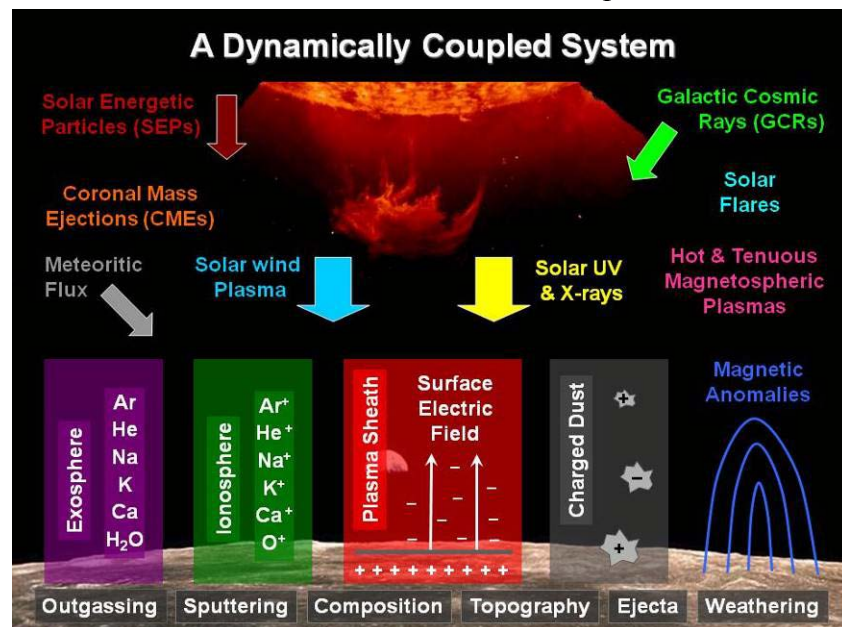 A Dynamically Coupled System
Solar Energetic
Particles (SEPs)
Galactic Cosmic
Rays (GCRs)
Coronal Mass
Ejections (CMEs)
Solar
Flares
Meteoritic
Flux
Solar wind
Plasma
Solar UV
& X-rays
Hot & Tenuous
Magnetospheric
Plasmas
Exosphere
Ar
He
Na
K
Ca
H₂O
Ionosphere
Ar⁺
He⁺
Na⁺
K⁺
Ca⁺
O⁺
Plasma Sheath
Surface
Electric
Field
– – – – – – – –
+ + + + + + + + +
Charged Dust
+
–
+
Magnetic
Anomalies
Outgassing
Sputtering
Composition
Topography
Ejecta
Weathering